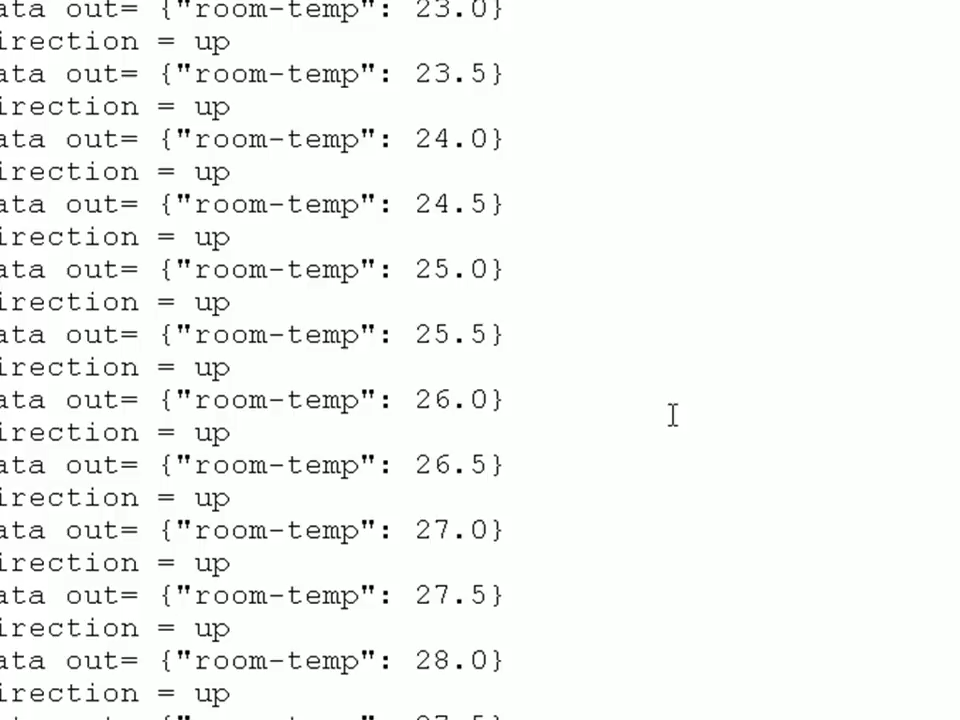 ata out= {"room-temp": 23.0}
irection = up
ata out= {"room-temp": 23.5}
irection = up
ata out= {"room-temp": 24.0}
irection = up
ata out= {"room-temp": 24.5}
irection = up
ata out= {"room-temp": 25.0}
irection = up
ata out= {"room-temp": 25.5}
irection = up
ata out= {"room-temp": 26.0}
irection = up
ata out= {"room-temp": 26.5}
irection = up
ata out= {"room-temp": 27.0}
irection = up
ata out= {"room-temp": 27.5}
irection = up
ata out= {"room-temp": 28.0}
irection = up